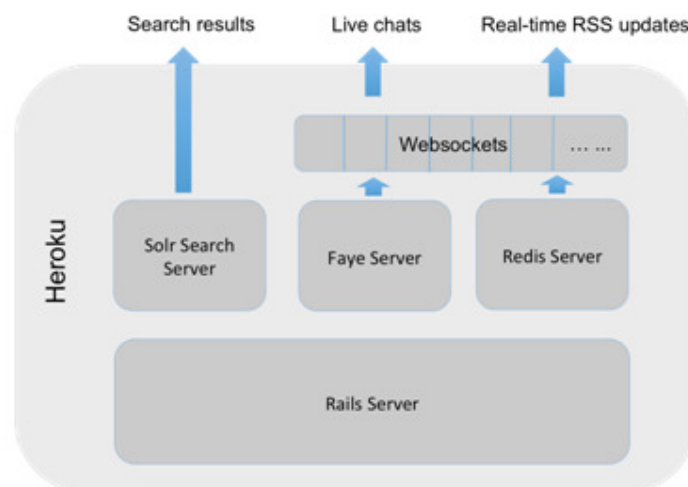 Search results
Live chats
Real-time RSS updates
Websockets
... ...
Heroku
Solr Search
Server
Faye Server
Redis Server
Rails Server